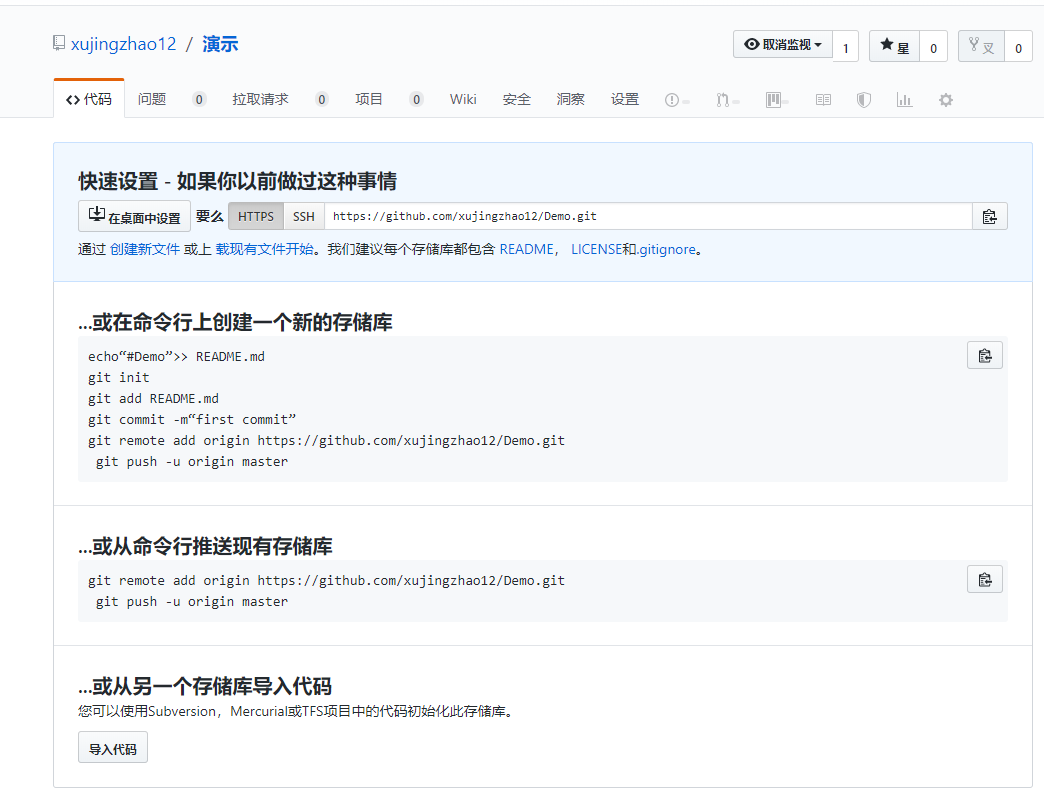 xujingzhao12 / 演示
取消监视 1 星 0 叉 0
代码 问题 0 拉取请求 0 项目 0 Wiki 安全 洞察 设置
快速设置 - 如果你以前做过这种事情
在桌面中设置 要么 HTTPS SSH https://github.com/xujingzhao12/Demo.git
通过 创建新文件 或上 载现有文件开始。我们建议每个存储库都包含 README， LICENSE和.gitignore。
...或在命令行上创建一个新的存储库
echo“#Demo”>> README.md
git init
git add README.md
git commit -m“first commit”
git remote add origin https://github.com/xujingzhao12/Demo.git
git push -u origin master
...或从命令行推送现有存储库
git remote add origin https://github.com/xujingzhao12/Demo.git
git push -u origin master
...或从另一个存储库导入代码
您可以使用Subversion，Mercurial或TFS项目中的代码初始化此存储库。
导入代码